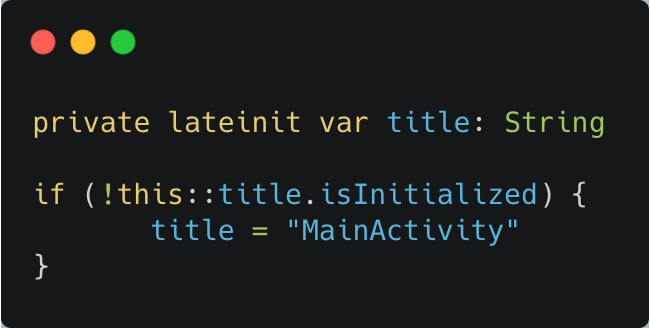 private lateinit var title: String
if (!this::title.isInitialized) {
title = "MainActivity"
}